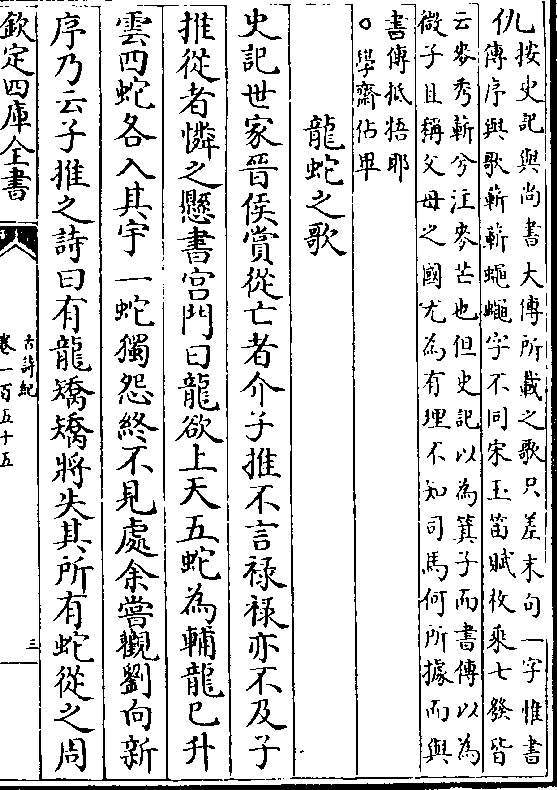 仇按史記與尚書大傳所載之歌只差末句一字惟書
傳序與歌蔪蔪蠅蠅字不同宋玉笛賦枚乘七發皆
云麥秀蔪兮注麥芒也但史記以為箕子而書傳以為
微子且稱父母之國尤為有理不知司馬何所據而與
書傳抵牾耶
○學齋佔畢
龍蛇之歌
史記世家晉侯賞從亡者介子推不言祿祿亦不及子
推從者憐之懸書宮門曰龍欲上天五蛇為輔龍已升
雲四蛇各入其宇一蛇獨怨終不見處余嘗觀劉向新
序乃云子推之詩曰有龍矯矯將失其所有蛇從之周
欽定四庫全書
古詩紀
卷一百五十五
三